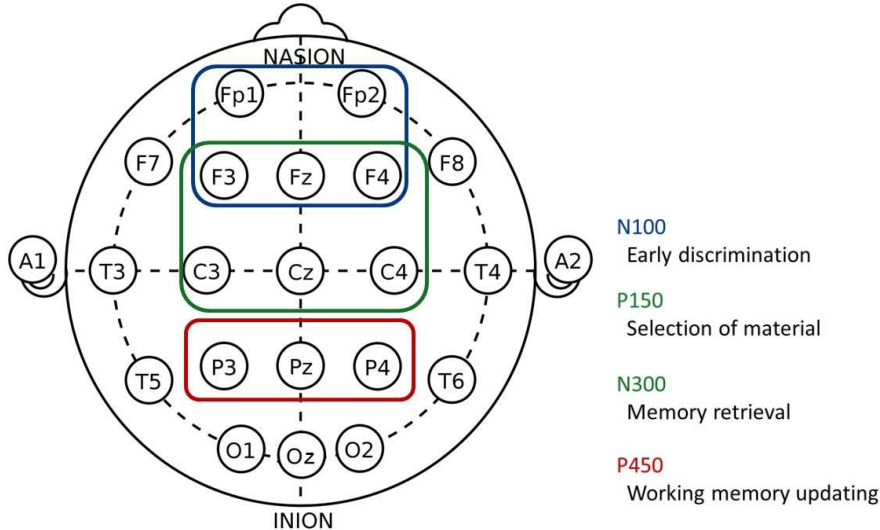 NASION
Fp1 Fp2
F7 F3 Fz F4 F8
A1 T3 C3 Cz C4 T4 A2
T5 P3 Pz P4 T6
O1 Oz O2
INION
N100
Early discrimination
P150
Selection of material
N300
Memory retrieval
P450
Working memory updating